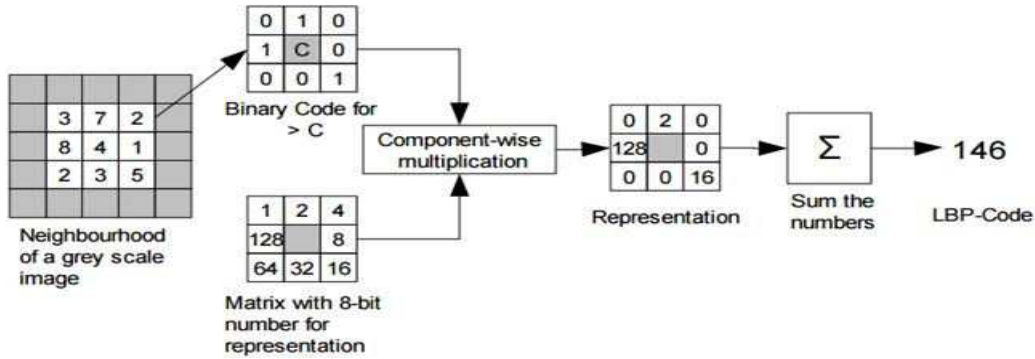 0 1 0
1 C 0
0 0 1
Binary Code for
> C
3 7 2
8 4 1
2 3 5
Neighbourhood
of a grey scale
image
1 2 4
128 8
64 32 16
Matrix with 8-bit
number for
representation
Component-wise
multiplication
0 2 0
128 0
0 0 16
Representation
Σ
Sum the
numbers
146
LBP-Code